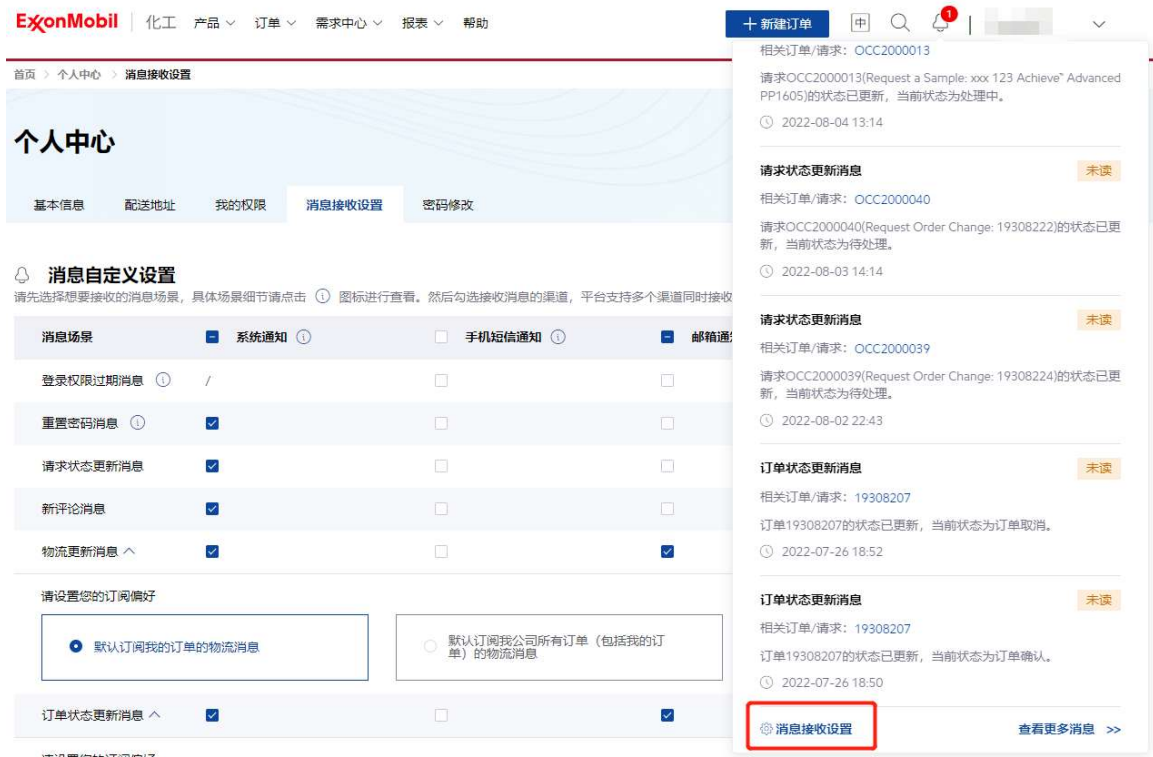 ExxonMobil 化工 产品 订单 需求中心 报表 帮助 + 新建订单 中 1
首页 > 个人中心 > 消息接收设置
个人中心
基本信息 配送地址 我的权限 消息接收设置 密码修改
消息自定义设置
请先选择想要接收的消息场景，具体场景细节请点击 ⓘ 图标进行查看。然后勾选接收消息的渠道，平台支持多个渠道同时接收
消息场景 系统通知 手机短信通知 邮箱通
登录权限过期消息 /
重置密码消息
请求状态更新消息
新评论消息
物流更新消息
请设置您的订阅偏好
默认订阅我的订单的物流消息
默认订阅我公司所有订单（包括我的订
单）的物流消息
订单状态更新消息
相关订单/请求：OCC2000013
请求OCC2000013(Request a Sample: xxx 123 Achieve" Advanced
PP1605)的状态已更新，当前状态为处理中。
2022-08-04 13:14
请求状态更新消息 未读
相关订单/请求：OCC2000040
请求OCC2000040(Request Order Change: 19308222)的状态已更
新，当前状态为待处理。
2022-08-03 14:14
请求状态更新消息 未读
相关订单/请求：OCC2000039
请求OCC2000039(Request Order Change: 19308224)的状态已更
新，当前状态为待处理。
2022-08-02 22:43
订单状态更新消息 未读
相关订单/请求：19308207
订单19308207的状态已更新，当前状态为订单取消。
2022-07-26 18:52
订单状态更新消息 未读
相关订单/请求：19308207
订单19308207的状态已更新，当前状态为订单确认。
2022-07-26 18:50
消息接收设置 查看更多消息 >>